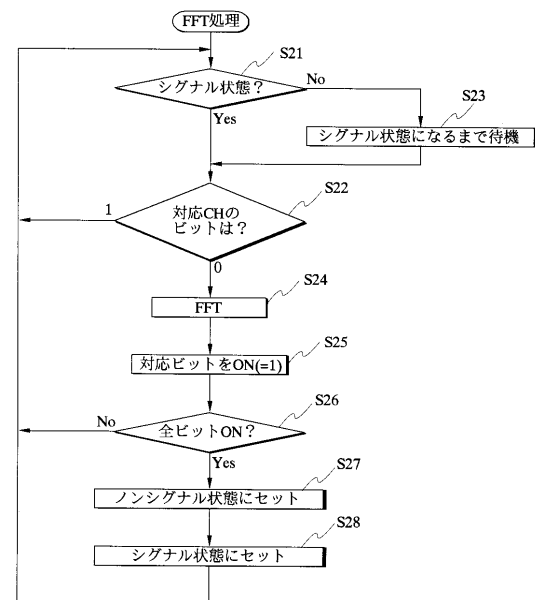 FFT処理
S21
シグナル状態？
No
S23
Yes
シグナル状態になるまで待機
S22
1
対応CHの
ビットは？
0
S24
FFT
S25
対応ビットをON(=1)
S26
No
全ビットON？
Yes
S27
ノンシグナル状態にセット
S28
シグナル状態にセット